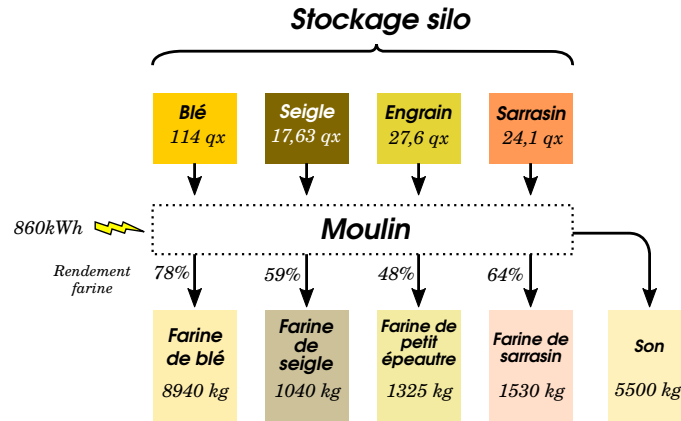 Stockage silo
Blé
114 qx
Seigle
17,63 qx
Engrain
27,6 qx
Sarrasin
24,1 qx
860kWh
Moulin
Rendement
farine
78%
59%
48%
64%
Farine
de blé
8940 kg
Farine
de
seigle
1040 kg
Farine de
petit
épeautre
1325 kg
Farine de
sarrasin
1530 kg
Son
5500 kg